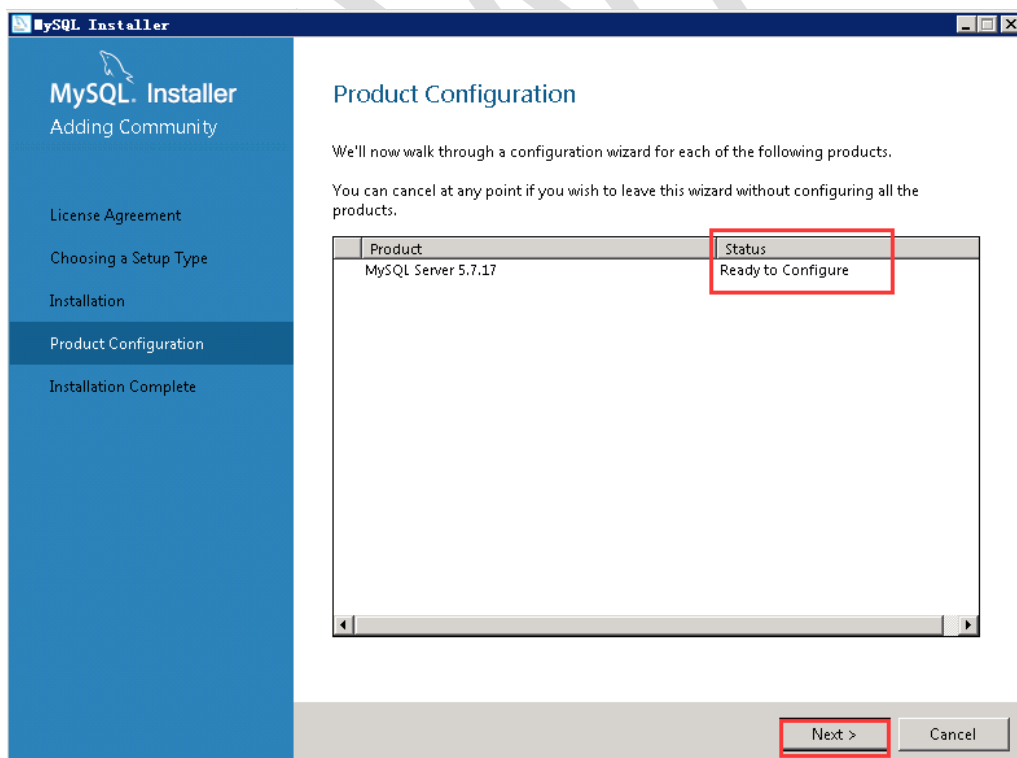 MySQL Installer
MySQL. Installer
Adding Community
License Agreement
Choosing a Setup Type
Installation
Product Configuration
Installation Complete
Product Configuration
We'll now walk through a configuration wizard for each of the following products.
You can cancel at any point if you wish to leave this wizard without configuring all the
products.
Product Status
MySQL Server 5.7.17 Ready to Configure
Next > Cancel